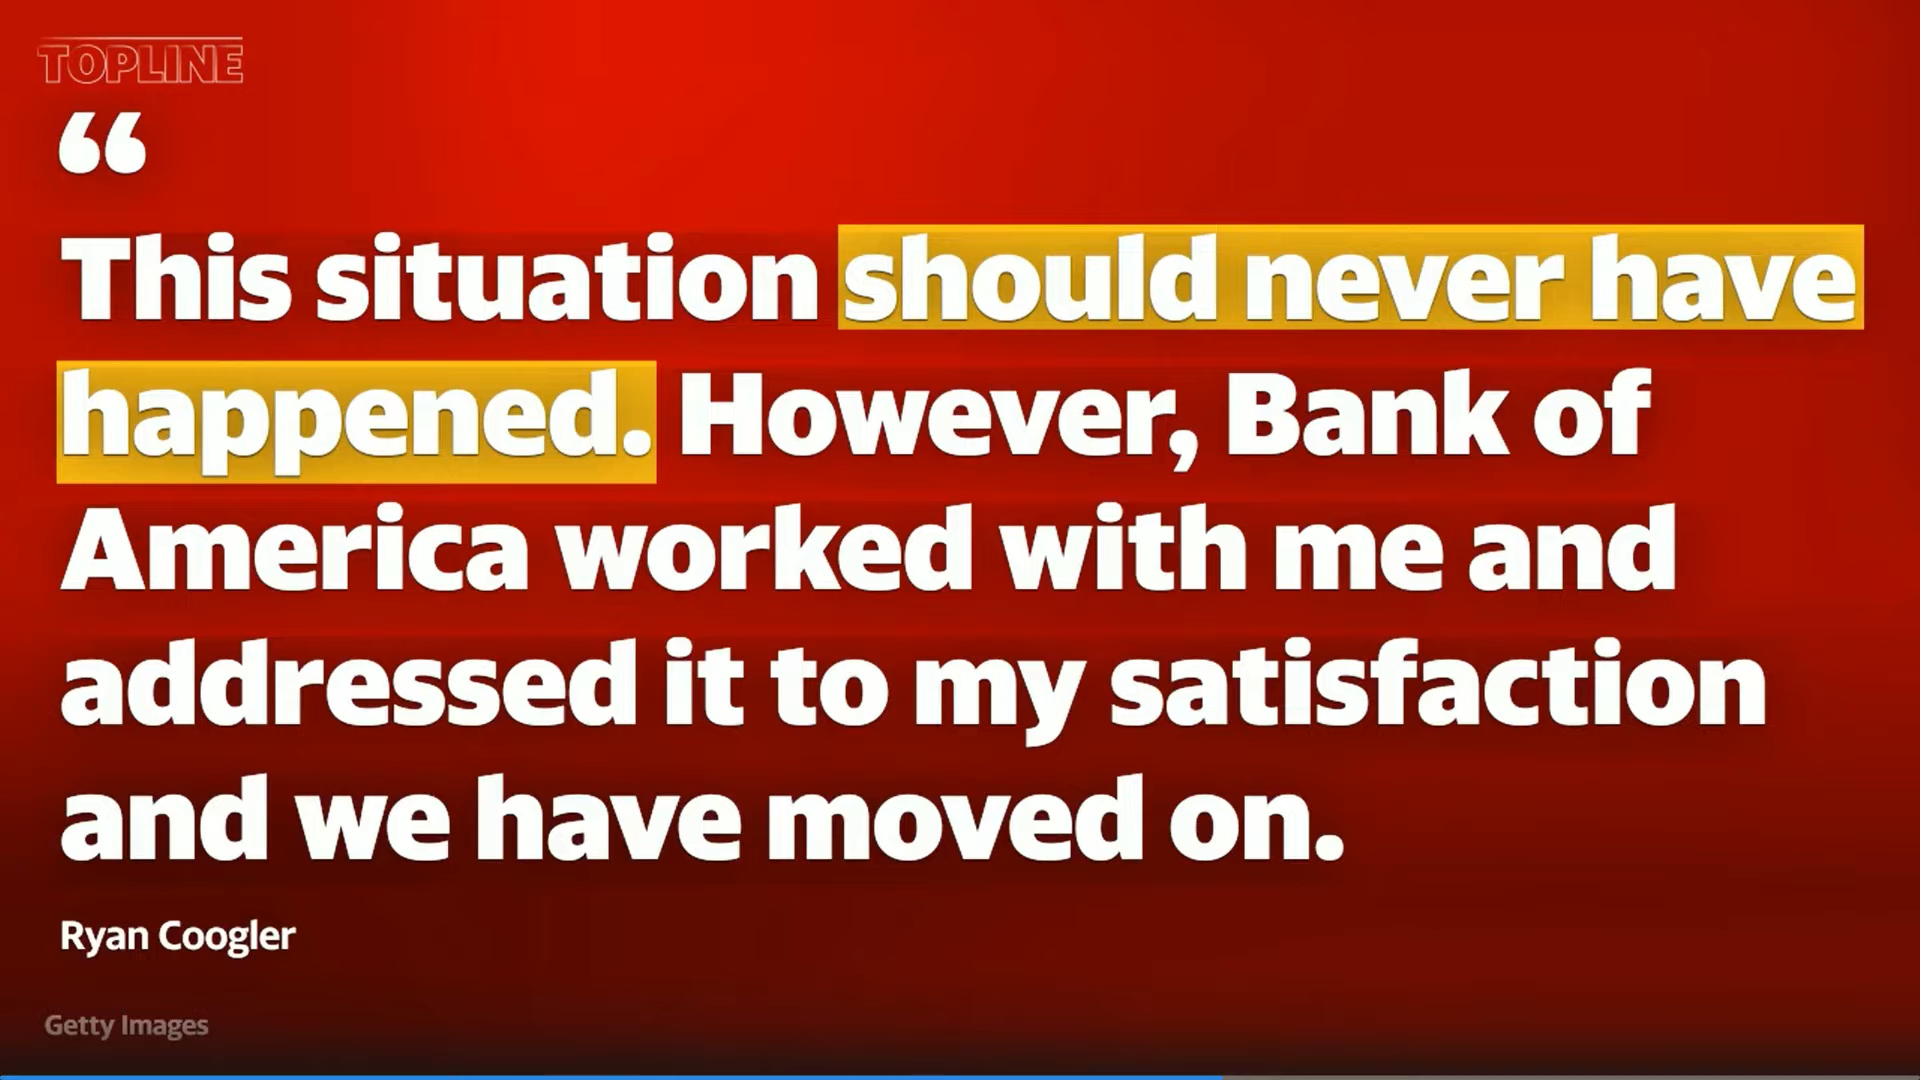 TOPLINE
“
This situation should never have
happened. However, Bank of
America worked with me and
addressed it to my satisfaction
and we have moved on.
Ryan Coogler
Getty Images